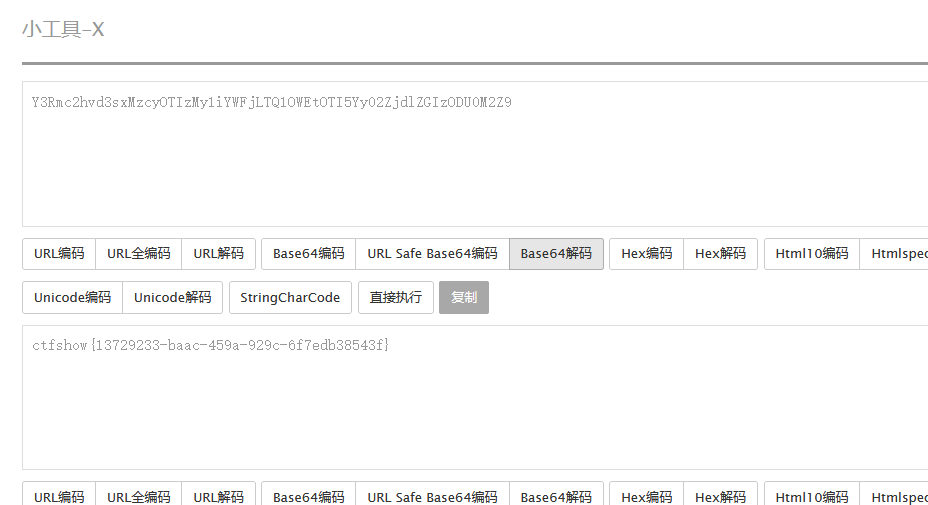 小工具-X
Y3Rmc2hvd3sxMzcyOTIzMy1iYWFjLTQ1OWEtOTI5Yy02ZjdlZGIzODU0M2Z9
URL编码 URL全编码 URL解码 Base64编码 URL Safe Base64编码 Base64解码 Hex编码 Hex解码 Html10编码 Htmlspec
Unicode编码 Unicode解码 StringCharCode 直接执行 复制
ctfshow{13729233-baac-459a-929c-6f7edb38543f}
URL编码 URL全编码 URL解码 Base64编码 URL Safe Base64编码 Base64解码 Hex编码 Hex解码 Html10编码 Htmlspec